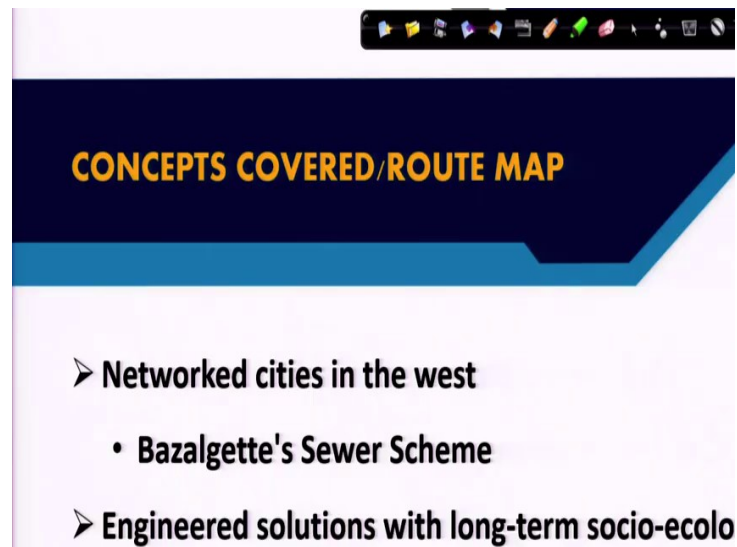 CONCEPTS COVERED/ROUTE MAP
➢ Networked cities in the west
• Bazalgette's Sewer Scheme
➢ Engineered solutions with long-term socio-ecolo